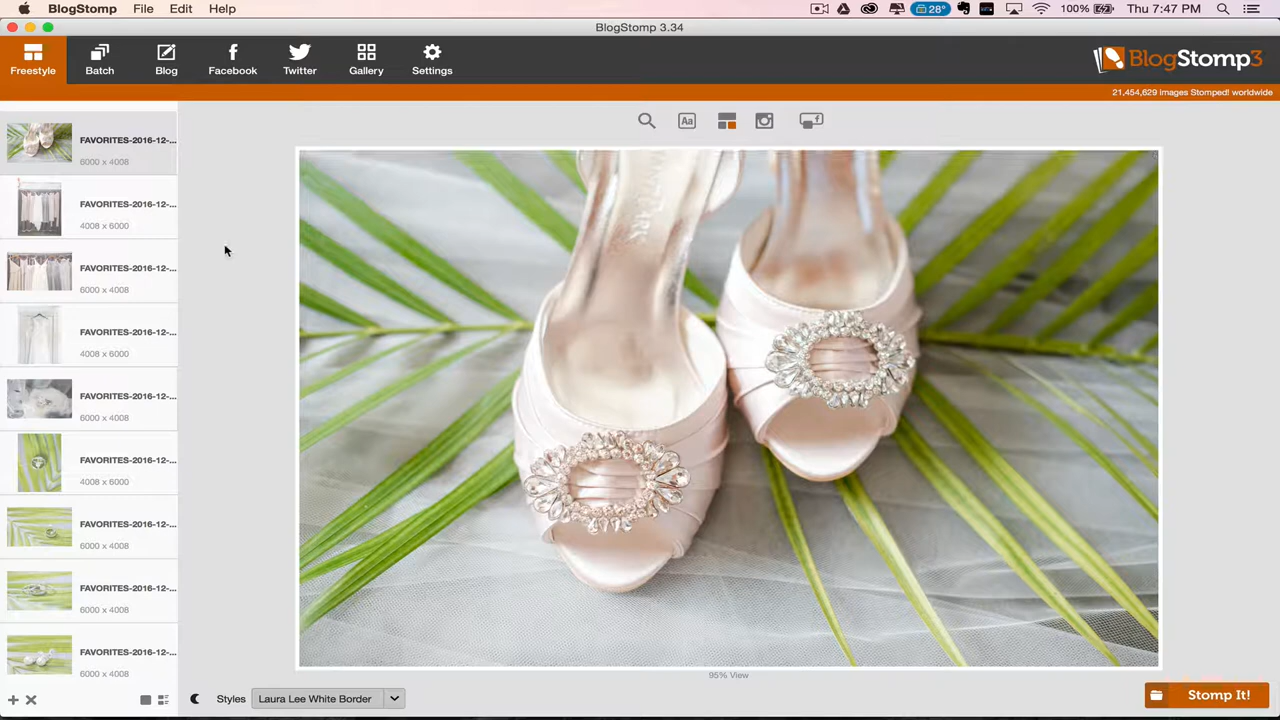 BlogStomp File Edit Help 28° 100% Thu 7:47 PM
BlogStomp 3.34
Freestyle Batch Blog Facebook Twitter Gallery Settings
BlogStomp3
21,454,629 Images Stomped! worldwide
Aa
FAVORITES-2016-12-...
6000 x 4008
FAVORITES-2016-12-...
4008 x 6000
FAVORITES-2016-12-...
6000 x 4008
FAVORITES-2016-12-...
4008 x 6000
FAVORITES-2016-12-...
6000 x 4008
FAVORITES-2016-12-...
4008 x 6000
FAVORITES-2016-12-...
6000 x 4008
FAVORITES-2016-12-...
6000 x 4008
FAVORITES-2016-12-...
6000 x 4008
95% View
Styles Laura Lee White Border
Stomp It!